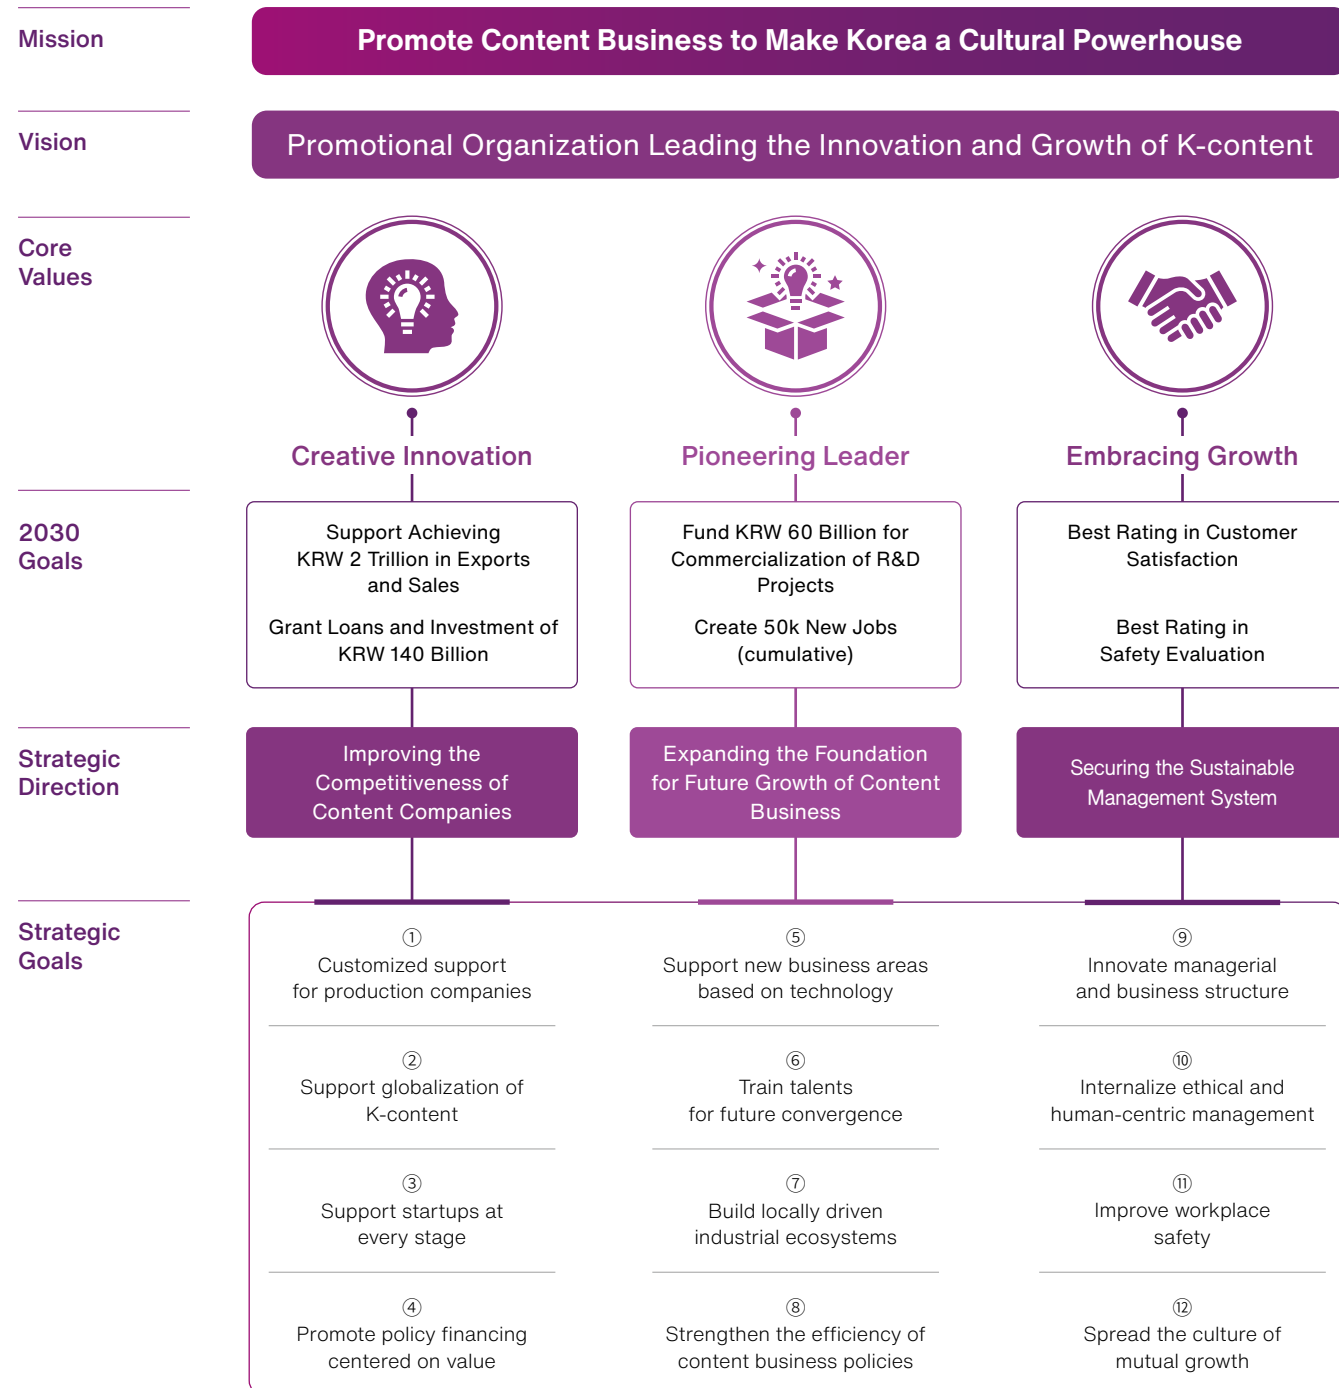 Mission
Promote Content Business to Make Korea a Cultural Powerhouse
Vision
Promotional Organization Leading the Innovation and Growth of K-content
Core
Values
Creative Innovation
Pioneering Leader
Embracing Growth
2030
Goals
Support Achieving
KRW 2 Trillion in Exports
and Sales
Grant Loans and Investment of
KRW 140 Billion
Fund KRW 60 Billion for
Commercialization of R&D
Projects
Create 50k New Jobs
(cumulative)
Best Rating in Customer
Satisfaction
Best Rating in
Safety Evaluation
Strategic
Direction
Improving the
Competitiveness of
Content Companies
Expanding the Foundation
for Future Growth of Content
Business
Securing the Sustainable
Management System
Strategic
Goals
①
Customized support
for production companies
②
Support globalization of
K-content
③
Support startups at
every stage
④
Promote policy financing
centered on value
⑤
Support new business areas
based on technology
⑥
Train talents
for future convergence
⑦
Build locally driven
industrial ecosystems
⑧
Strengthen the efficiency of
content business policies
⑨
Innovate managerial
and business structure
⑩
Internalize ethical and
human-centric management
⑪
Improve workplace
safety
⑫
Spread the culture of
mutual growth